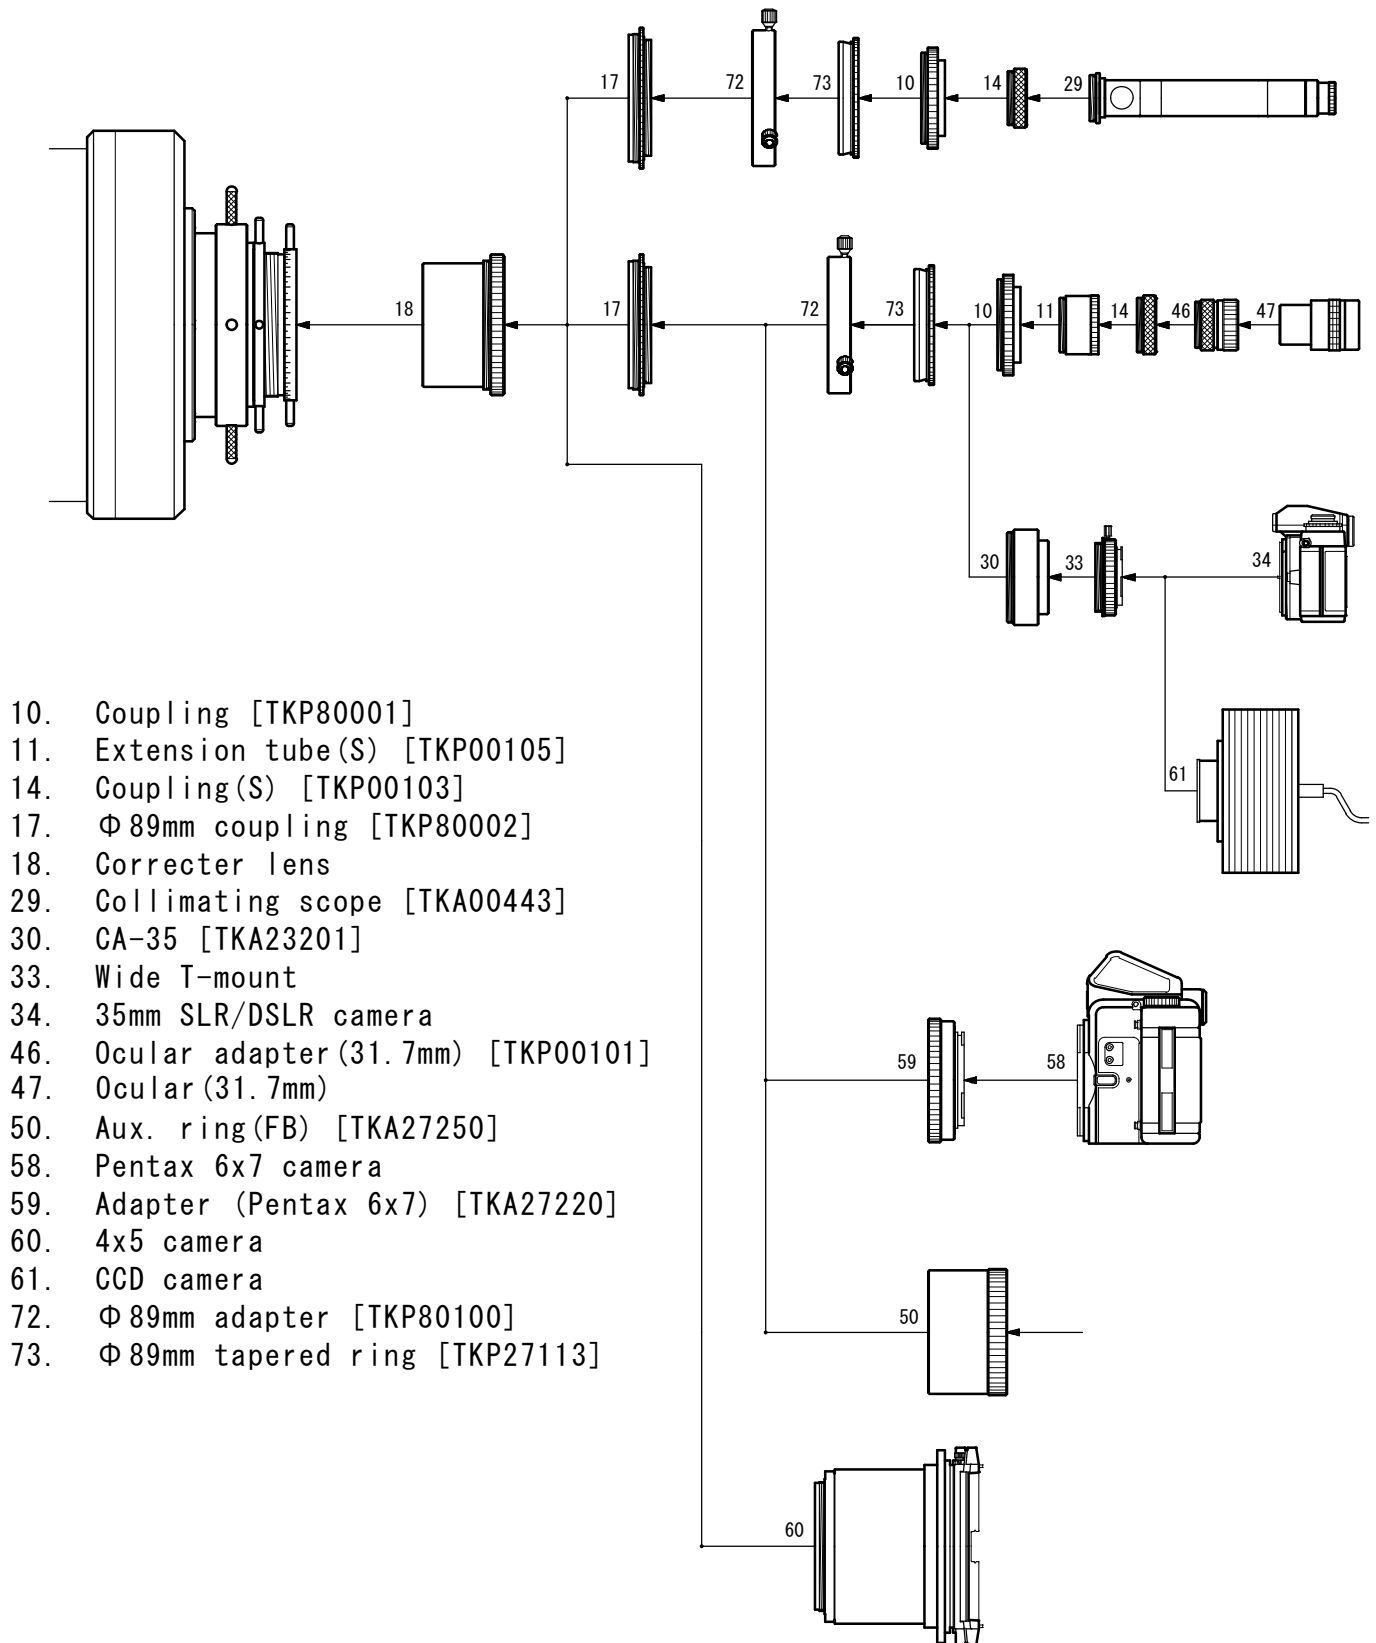 17 72 73 10 14 29
18 17 72 73 10 11 14 46 47
30 33 34
61
10. Coupling [TKP80001]
11. Extension tube(S) [TKP00105]
14. Coupling(S) [TKP00103]
17. Φ89mm coupling [TKP80002]
18. Correcter lens
29. Collimating scope [TKA00443]
30. CA-35 [TKA23201]
33. Wide T-mount
34. 35mm SLR/DSLR camera
46. Ocular adapter(31.7mm) [TKP00101]
47. Ocular(31.7mm)
50. Aux. ring(FB) [TKA27250]
58. Pentax 6x7 camera
59. Adapter (Pentax 6x7) [TKA27220]
60. 4x5 camera
61. CCD camera
72. Φ89mm adapter [TKP80100]
73. Φ89mm tapered ring [TKP27113]
59 58
50
60